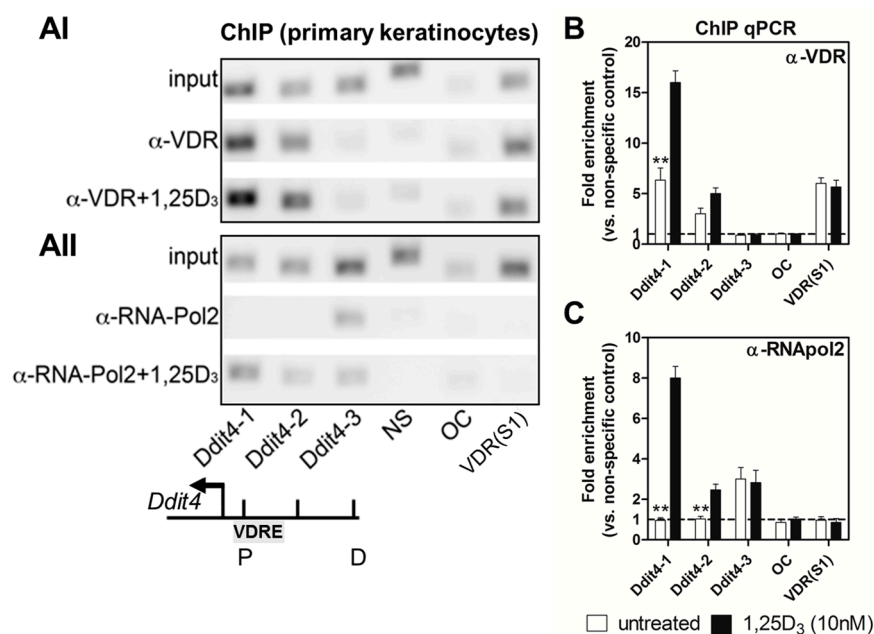 AI
ChIP (primary keratinocytes)
input
α-VDR
α-VDR+1,25D₃
AII
input
α-RNA-Pol2
α-RNA-Pol2+1,25D₃
Ddit4-1
Ddit4-2
Ddit4-3
NS
OC
VDR(S1)
Ddit4
VDRE
P
D
B
ChIP qPCR
α-VDR
Fold enrichment
(vs. non-specific control)
20
15
10
5
1
0
**
Ddit4-1
Ddit4-2
Ddit4-3
OC
VDR(S1)
C
α-RNApol2
Fold enrichment
(vs. non-specific control)
10
8
6
4
2
1
0
**
**
Ddit4-1
Ddit4-2
Ddit4-3
OC
VDR(S1)
untreated
1,25D₃ (10nM)